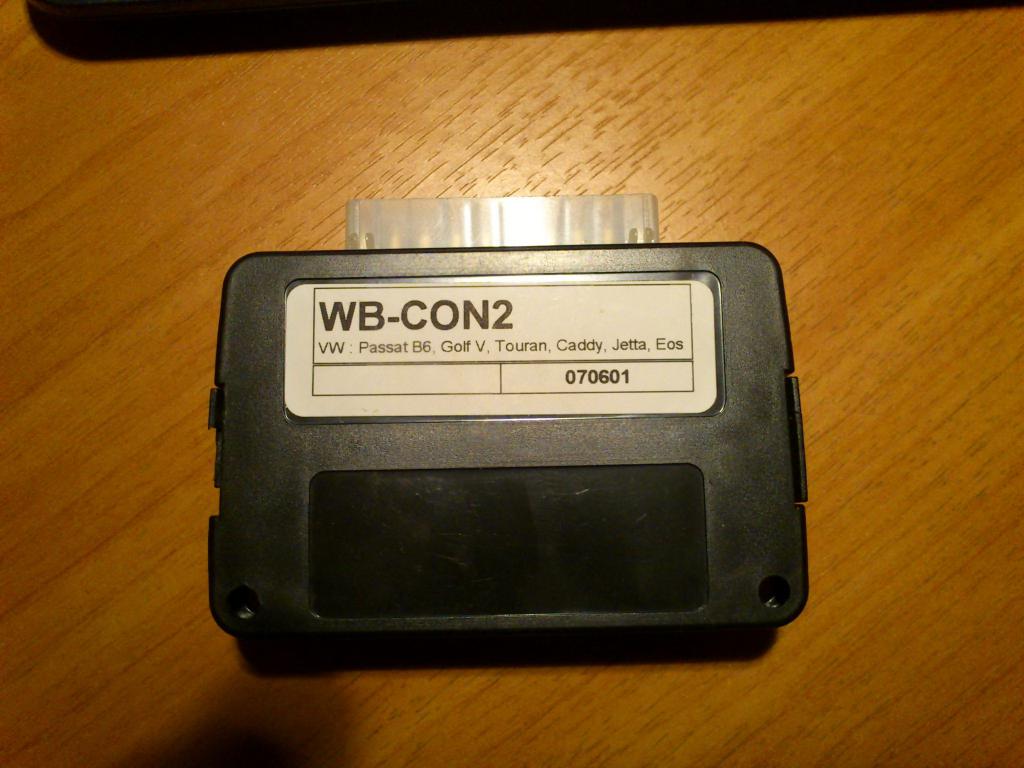 WB-CON2
VW : Passat B6, Golf V, Touran, Caddy, Jetta, Eos
070601